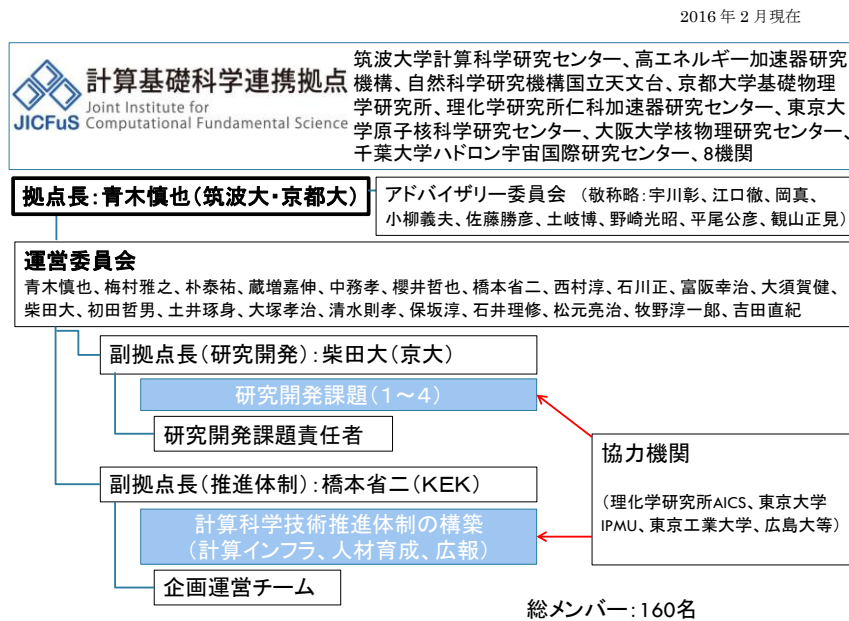 2016 年 2 月現在
計算基礎科学連携拠点
Joint Institute for
JICFuS Computational Fundamental Science
筑波大学計算科学研究センター、高エネルギー加速器研究
機構、自然科学研究機構国立天文台、京都大学基礎物理
学研究所、理化学研究所仁科加速器研究センター、東京大
学原子核科学研究センター、大阪大学核物理研究センター、
千葉大学ハドロン宇宙国際研究センター、8機関
拠点長：青木慎也（筑波大・京都大）
アドバイザリー委員会 （敬称略：宇川彰、江口徹、岡真、
小柳義夫、佐藤勝彦、土岐博、野崎光昭、平尾公彦、観山正見）
運営委員会
青木慎也、梅村雅之、朴泰祐、蔵増嘉伸、中務孝、櫻井哲也、橋本省二、西村淳、石川正、富阪幸治、大須賀健、
柴田大、初田哲男、土井琢身、大塚孝治、清水則孝、保坂淳、石井理修、松元亮治、牧野淳一郎、吉田直紀
副拠点長（研究開発）：柴田大（京大）
研究開発課題（１～４）
研究開発課題責任者
副拠点長（推進体制）：橋本省二（KEK）
計算科学技術推進体制の構築
（計算インフラ、人材育成、広報）
企画運営チーム
協力機関
（理化学研究所AICS、東京大学
IPMU、東京工業大学、広島大等）
総メンバー：160名